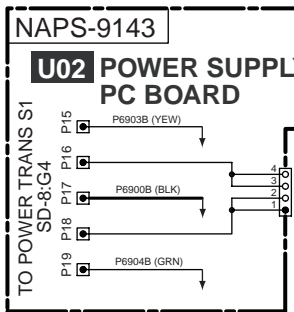 NAPS-9143
U02 POWER SUPPLY
PC BOARD
TO POWER TRANS S1
SD-8:G4
P15
P6903B (YEW)
P16
P17
P6900B (BLK)
P18
P19
P6904B (GRN)
4
3
2
1